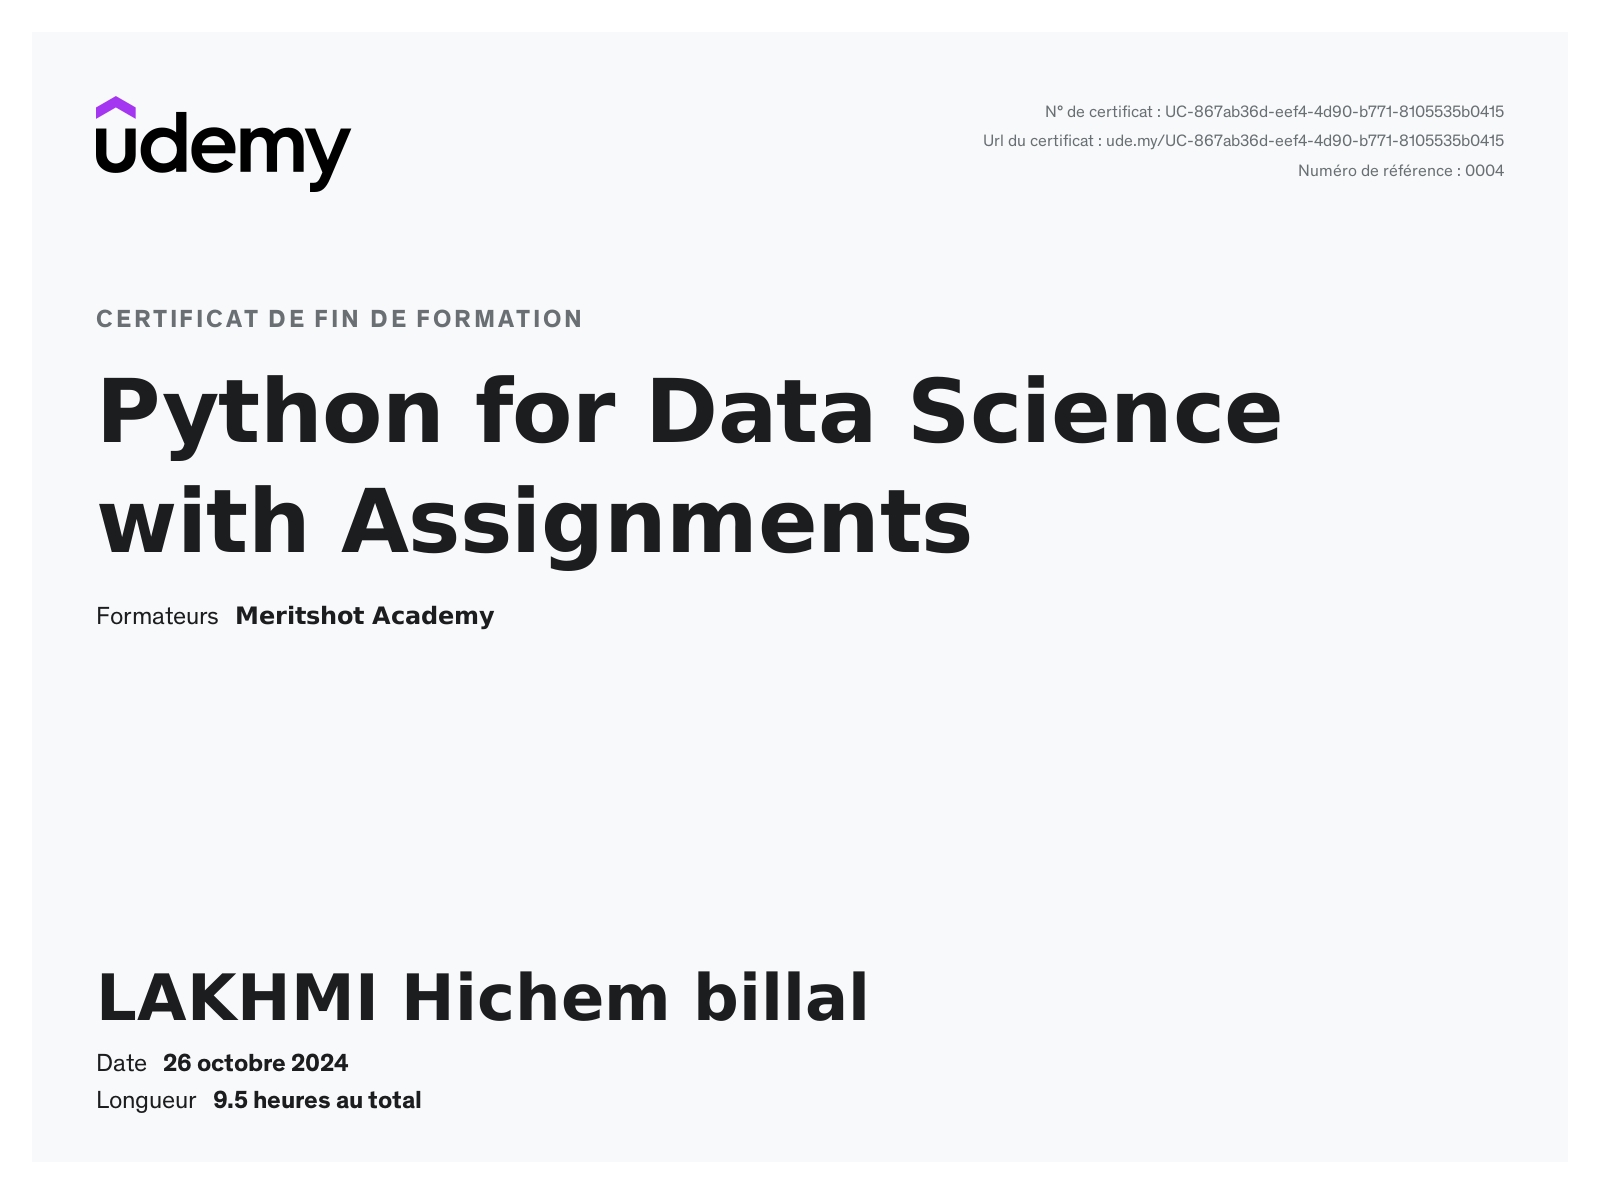 udemy
N° de certificat : UC-867ab36d-eef4-4d90-b771-8105535b0415
Url du certificat : ude.my/UC-867ab36d-eef4-4d90-b771-8105535b0415
Numéro de référence : 0004
CERTIFICAT DE FIN DE FORMATION
Python for Data Science
with Assignments
Formateurs Meritshot Academy
LAKHMI Hichem billal
Date 26 octobre 2024
Longueur 9.5 heures au total